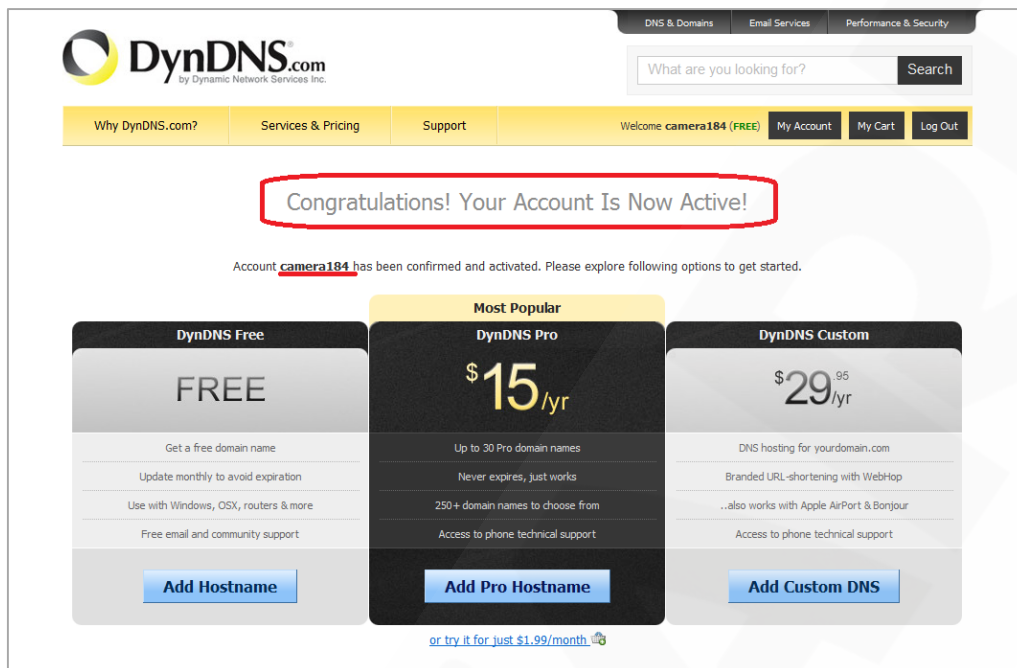 DNS & Domains
Email Services
Performance & Security
DynDNS.com
by Dynamic Network Services Inc.
What are you looking for?
Search
Why DynDNS.com?
Services & Pricing
Support
Welcome camera184 (FREE)
My Account
My Cart
Log Out
Congratulations! Your Account Is Now Active!
Account camera184 has been confirmed and activated. Please explore following options to get started.
Most Popular
DynDNS Free
FREE
Get a free domain name
Update monthly to avoid expiration
Use with Windows, OSX, routers & more
Free email and community support
Add Hostname
DynDNS Pro
$15/yr
Up to 30 Pro domain names
Never expires, just works
250+ domain names to choose from
Access to phone technical support
Add Pro Hostname
or try it for just $1.99/month
DynDNS Custom
$29.95/yr
DNS hosting for yourdomain.com
Branded URL-shortening with WebHop
..also works with Apple AirPort & Bonjour
Access to phone technical support
Add Custom DNS